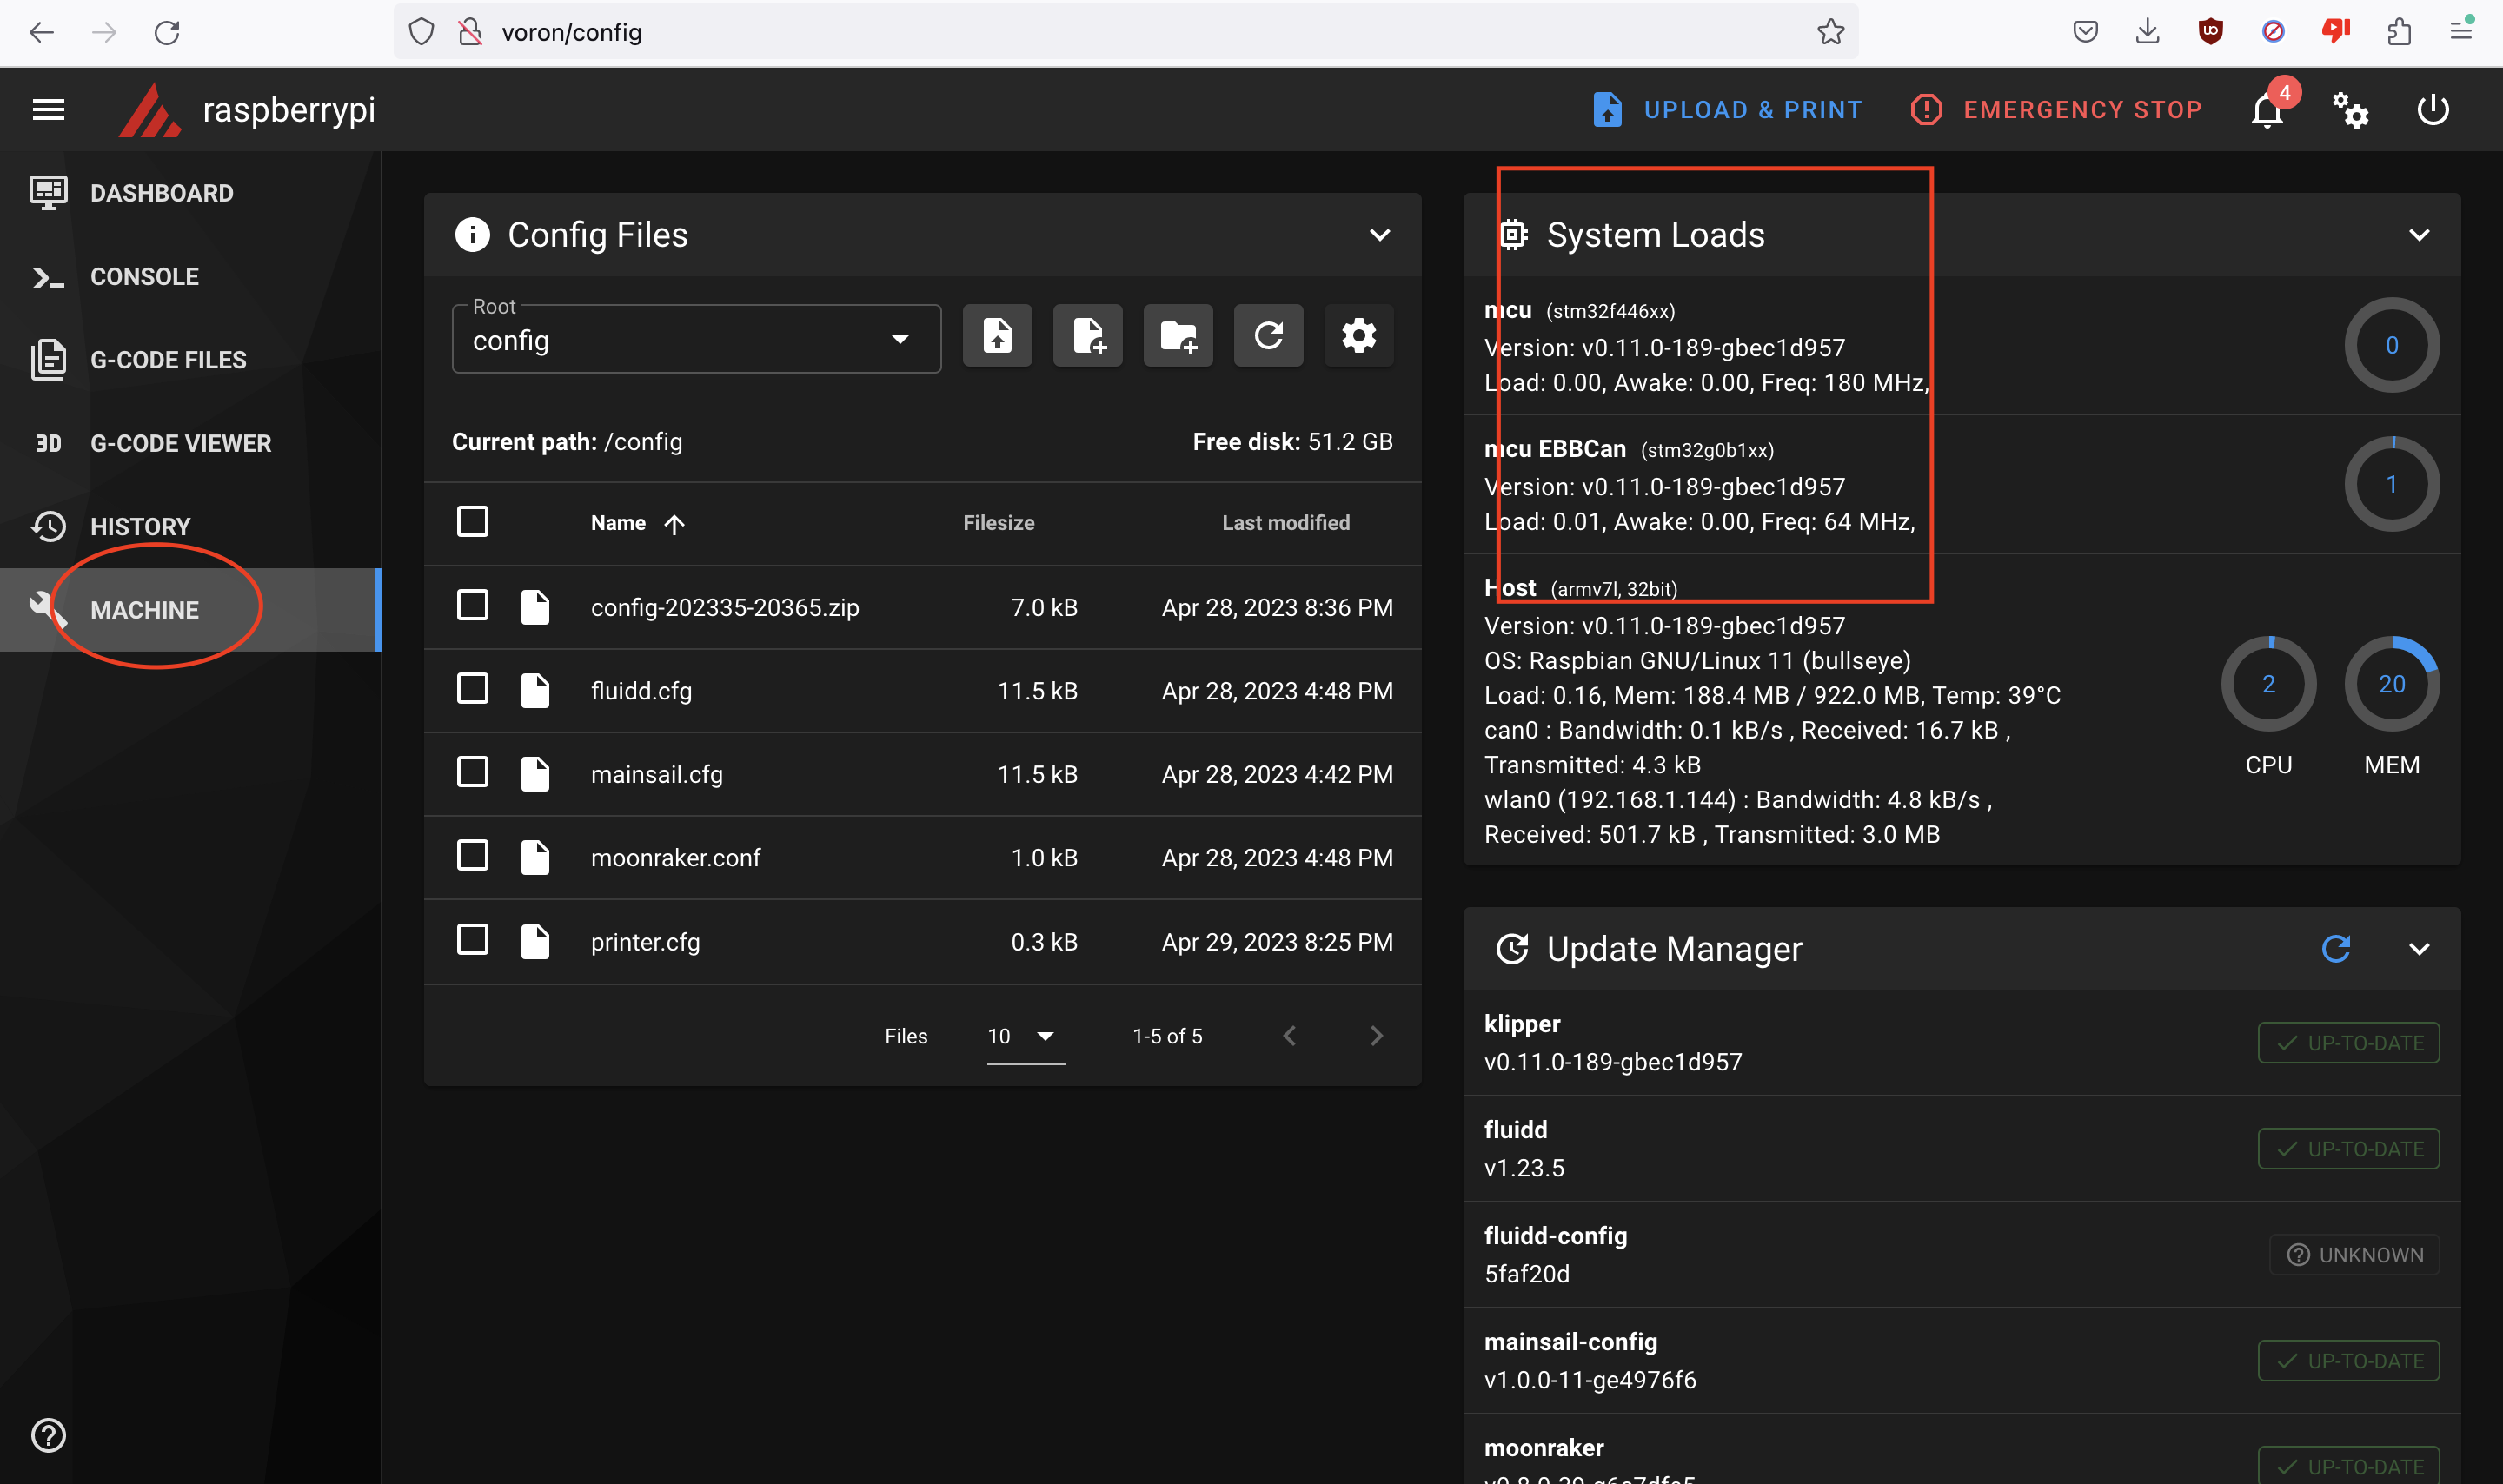 voron/config
raspberrypi
UPLOAD & PRINT
EMERGENCY STOP
4
DASHBOARD
CONSOLE
G-CODE FILES
3D G-CODE VIEWER
HISTORY
MACHINE
Config Files
Root
config
Current path: /config
Free disk: 51.2 GB
Name Filesize Last modified
config-202335-20365.zip 7.0 kB Apr 28, 2023 8:36 PM
fluidd.cfg 11.5 kB Apr 28, 2023 4:48 PM
mainsail.cfg 11.5 kB Apr 28, 2023 4:42 PM
moonraker.conf 1.0 kB Apr 28, 2023 4:48 PM
printer.cfg 0.3 kB Apr 29, 2023 8:25 PM
Files 10 1-5 of 5
System Loads
mcu (stm32f446xx)
Version: v0.11.0-189-gbec1d957
Load: 0.00, Awake: 0.00, Freq: 180 MHz,
0
mcu EBBCan (stm32g0b1xx)
Version: v0.11.0-189-gbec1d957
Load: 0.01, Awake: 0.00, Freq: 64 MHz,
1
Host (armv7l, 32bit)
Version: v0.11.0-189-gbec1d957
OS: Raspbian GNU/Linux 11 (bullseye)
Load: 0.16, Mem: 188.4 MB / 922.0 MB, Temp: 39°C
can0 : Bandwidth: 0.1 kB/s , Received: 16.7 kB ,
Transmitted: 4.3 kB
wlan0 (192.168.1.144) : Bandwidth: 4.8 kB/s ,
Received: 501.7 kB , Transmitted: 3.0 MB
2 20
CPU MEM
Update Manager
klipper
v0.11.0-189-gbec1d957
UP-TO-DATE
fluidd
v1.23.5
UP-TO-DATE
fluidd-config
5faf20d
UNKNOWN
mainsail-config
v1.0.0-11-ge4976f6
UP-TO-DATE
moonraker
UP-TO-DATE